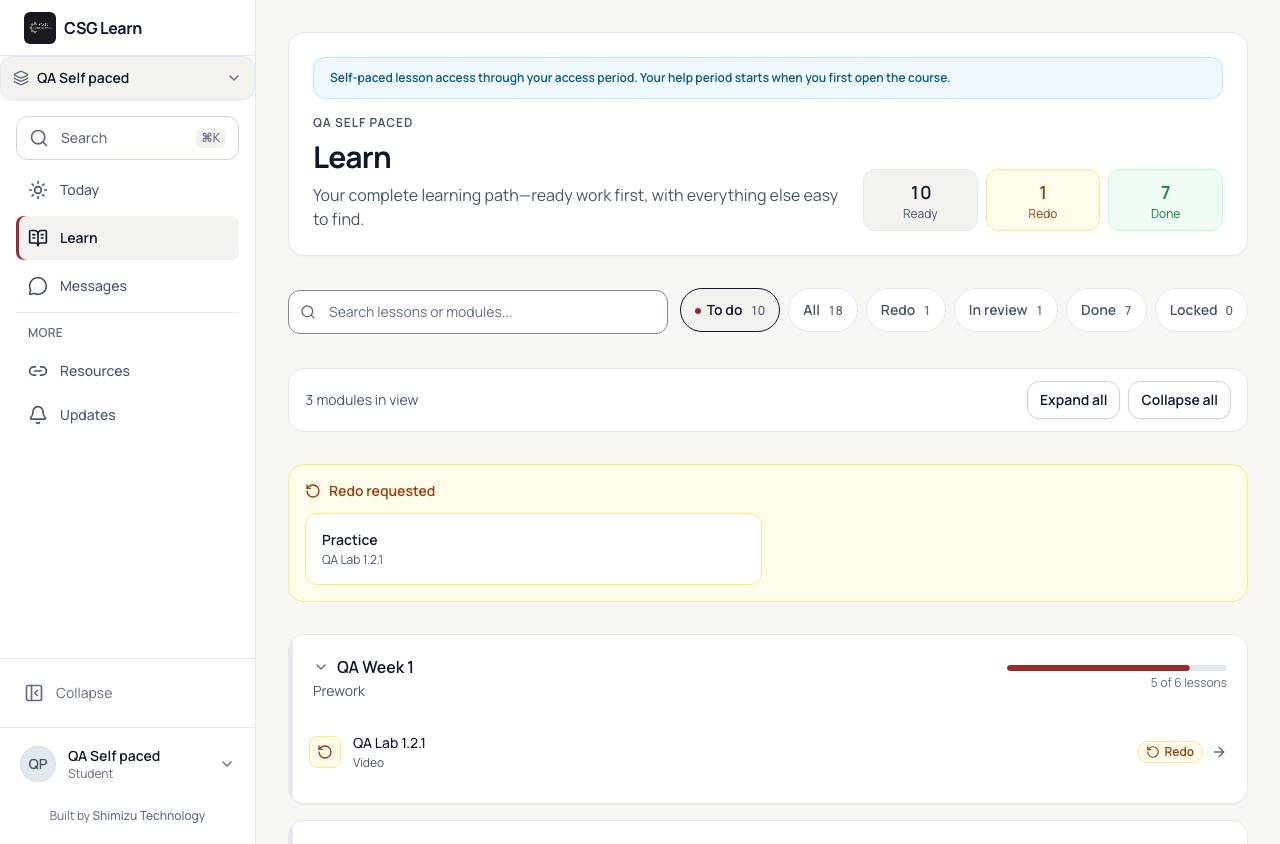 CSG Learn
QA Self paced
Search ⌘K
Today
Learn
Messages
MORE
Resources
Updates
Collapse
QP
QA Self paced
Student
Built by Shimizu Technology
Self-paced lesson access through your access period. Your help period starts when you first open the course.
QA SELF PACED
Learn
Your complete learning path—ready work first, with everything else easy
to find.
10
Ready
1
Redo
7
Done
Search lessons or modules...
To do 10
All 18
Redo 1
In review 1
Done 7
Locked 0
3 modules in view
Expand all
Collapse all
Redo requested
Practice
QA Lab 1.2.1
QA Week 1
Prework
5 of 6 lessons
QA Lab 1.2.1
Video
Redo